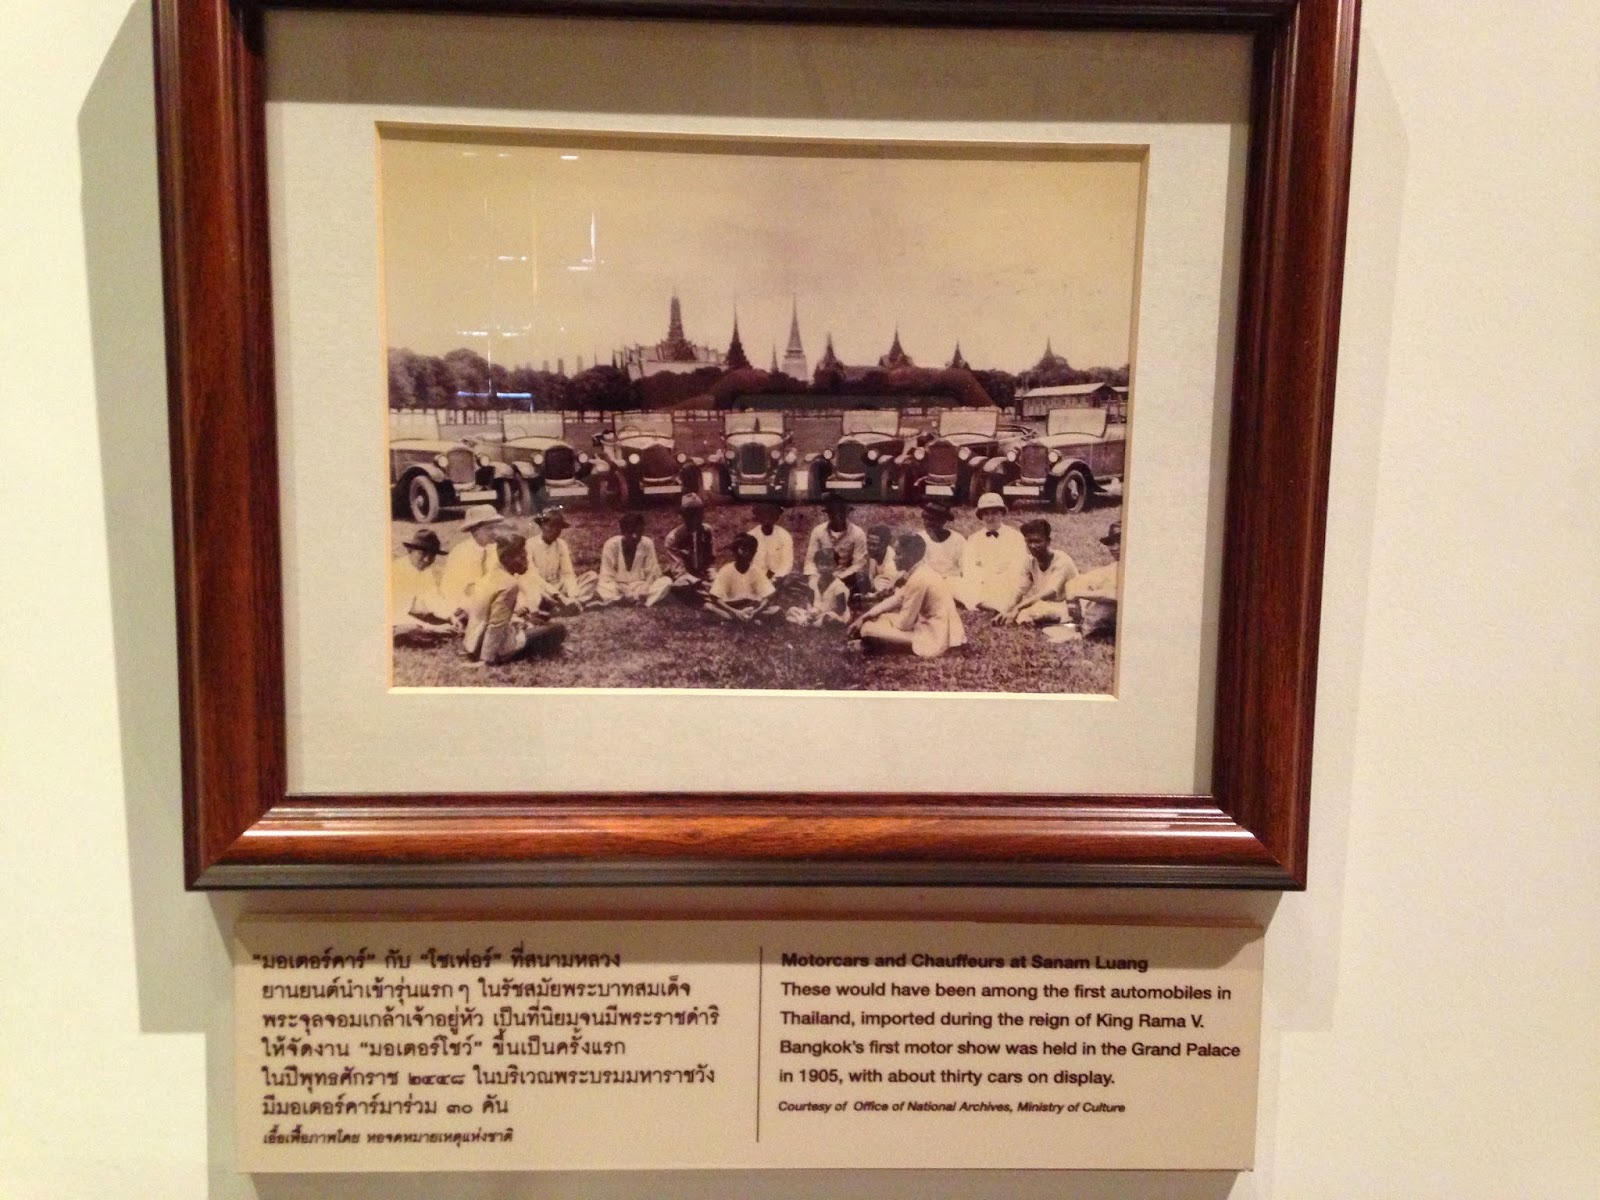 "มอเตอร์คาร์" กับ "โชเฟอร์" ที่สนามหลวง
ยานยนต์นำเข้ารุ่นแรก ๆ ในรัชสมัยพระบาทสมเด็จ
พระจุลจอมเกล้าเจ้าอยู่หัว เป็นที่นิยมจนมีพระราชดำริ
ให้จัดงาน "มอเตอร์โชว์" ขึ้นเป็นครั้งแรก
ในปีพุทธศักราช ๒๔๔๘ ในบริเวณพระบรมมหาราชวัง
มีมอเตอร์คาร์มาร่วม ๓๐ คัน
เอื้อเฟื้อภาพโดย หอจดหมายเหตุแห่งชาติ
Motorcars and Chauffeurs at Sanam Luang
These would have been among the first automobiles in
Thailand, imported during the reign of King Rama V.
Bangkok's first motor show was held in the Grand Palace
in 1905, with about thirty cars on display.
Courtesy of Office of National Archives, Ministry of Culture